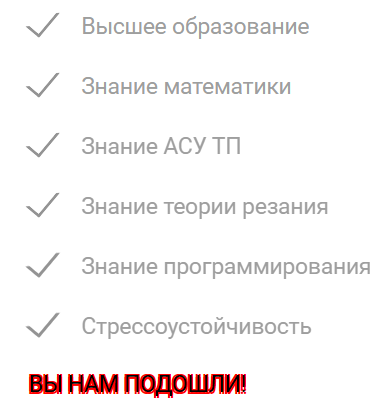 Высшее образование
Знание математики
Знание АСУ ТП
Знание теории резания
Знание программирования
Стрессоустойчивость
ВЫ НАМ ПОДОШЛИ!